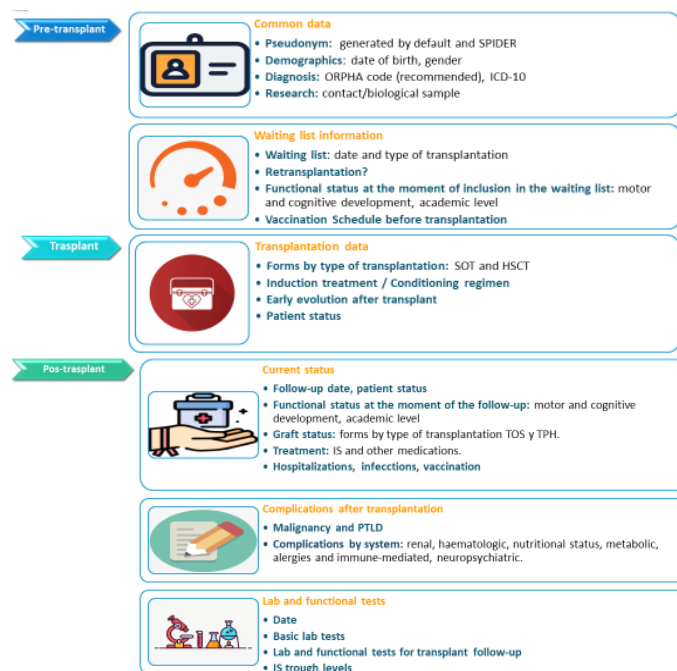 Pre-transplant
Common data
• Pseudonym: generated by default and SPIDER
• Demographics: date of birth, gender
• Diagnosis: ORPHA code (recommended), ICD-10
• Research: contact/biological sample
Waiting list information
• Waiting list: date and type of transplantation
• Retransplantation?
• Functional status at the moment of inclusion in the waiting list: motor
and cognitive development, academic level
• Vaccination Schedule before transplantation
Trasplant
Transplantation data
• Forms by type of transplantation: SOT and HSCT
• Induction treatment / Conditioning regimen
• Early evolution after transplant
• Patient status
Pos-trasplant
Current status
• Follow-up date, patient status
• Functional status at the moment of the follow-up: motor and cognitive
development, academic level
• Graft status: forms by type of transplantation TOS y TPH.
• Treatment: IS and other medications.
• Hospitalizations, infecctions, vaccination
Complications after transplantation
• Malignancy and PTLD
• Complications by system: renal, haematologic, nutritional status, metabolic,
alergies and immune-mediated, neuropsychiatric.
Lab and functional tests
• Date
• Basic lab tests
• Lab and functional tests for transplant follow-up
• IS trough levels